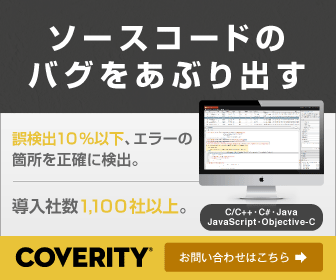 ソースコードの
バグをあぶり出す
誤検出10%以下、エラーの
箇所を正確に検出。
導入社数1,100社以上。
C/C++・C#・Java
JavaScript・Objective-C
COVERITY®
お問い合わせはこちら